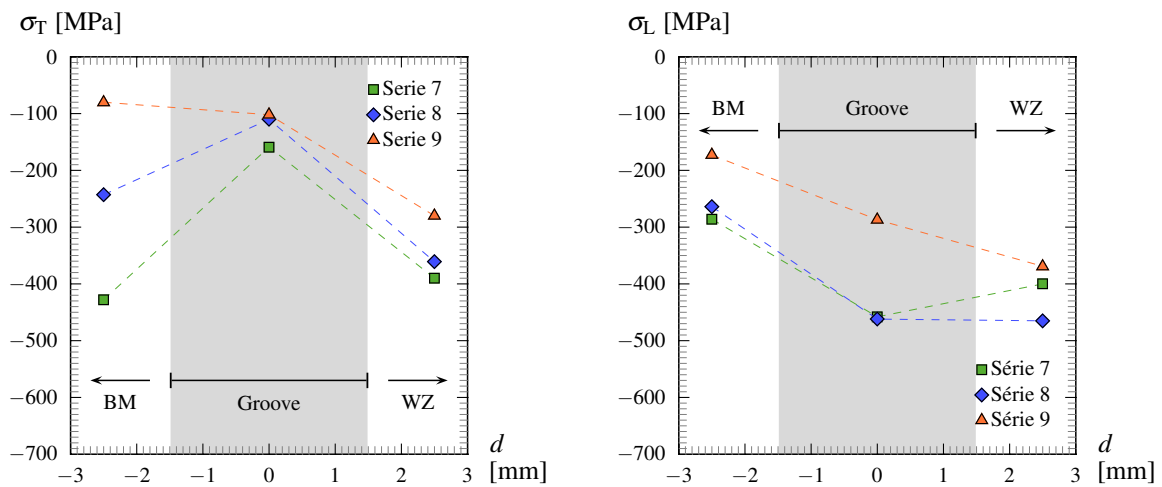 σT [MPa]
0
−100
−200
−300
−400
−500
−600
−700
−3 −2 −1 0 1 2 3
d
[mm]
Serie 7
Serie 8
Serie 9
BM Groove WZ
σL [MPa]
0
−100
−200
−300
−400
−500
−600
−700
−3 −2 −1 0 1 2 3
d
[mm]
BM Groove WZ
Série 7
Série 8
Série 9